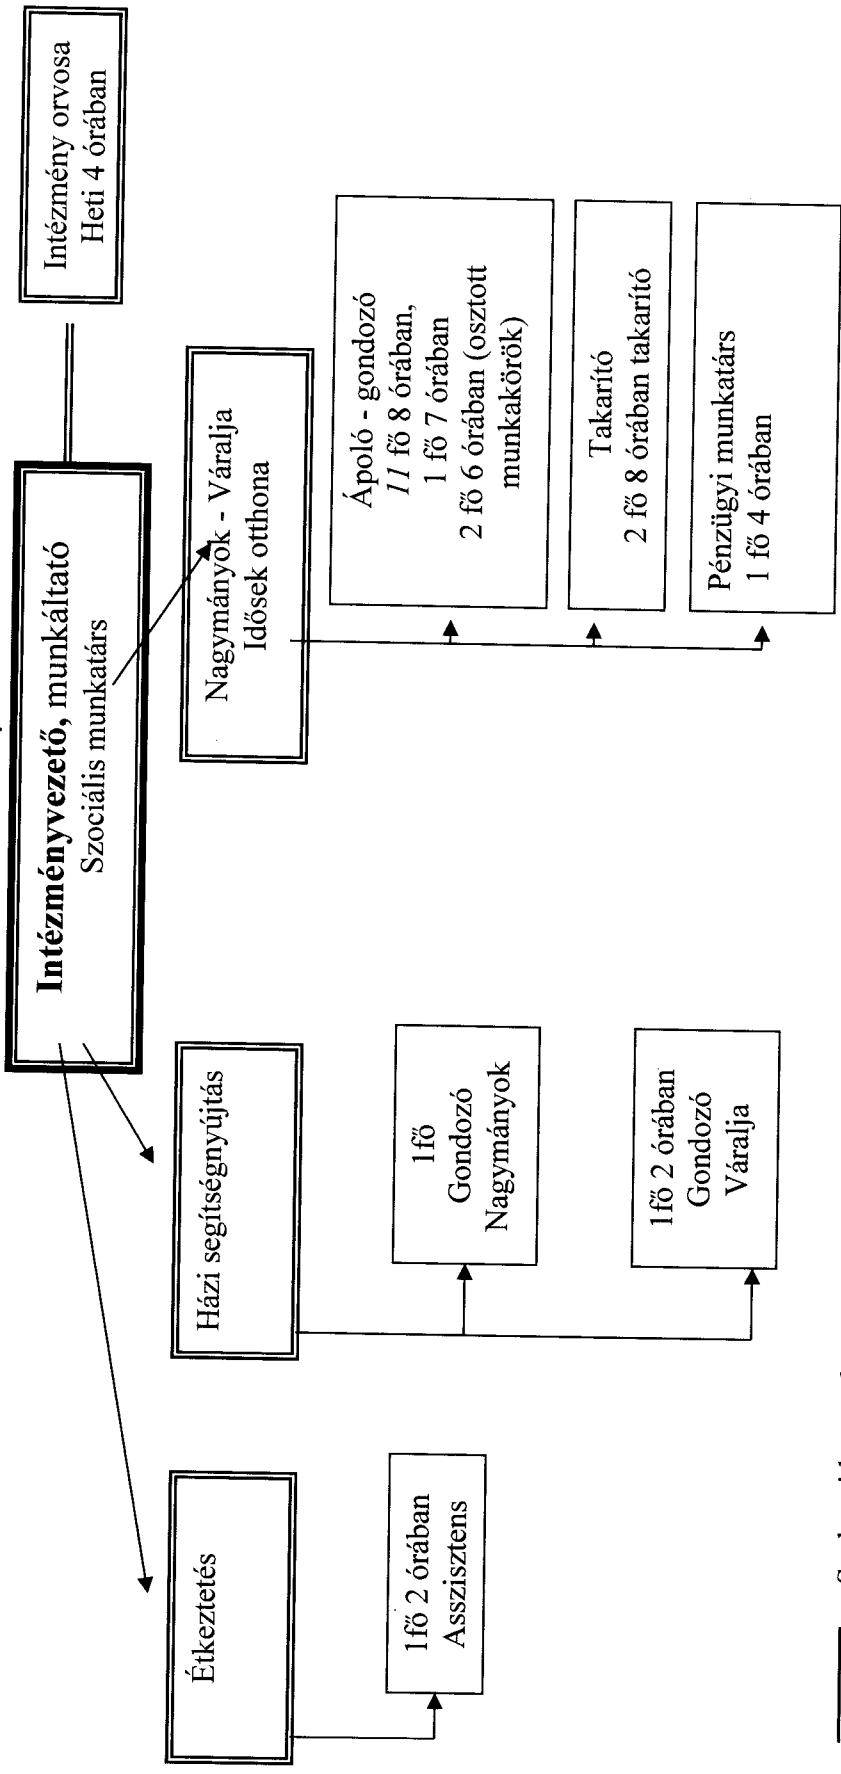 Intézményvezető, munkáltató
Szociális munkatárs
Intézmény orvosa
Heti 4 órában
Étkeztetés
1fő 2 órában
Asszisztens
Házi segítségnyújtás
1fő
Gondozó
Nagymányok
1fő 2 órában
Gondozó
Váralja
Nagymányok - Váralja
Idősek otthona
Ápoló - gondozó
11 fő 8 órában,
1 fő 7 órában
2 fő 6 órában (osztott
munkakörök)
Takarító
2 fő 8 órában takarító
Pénzügyi munkatárs
1 fő 4 órában